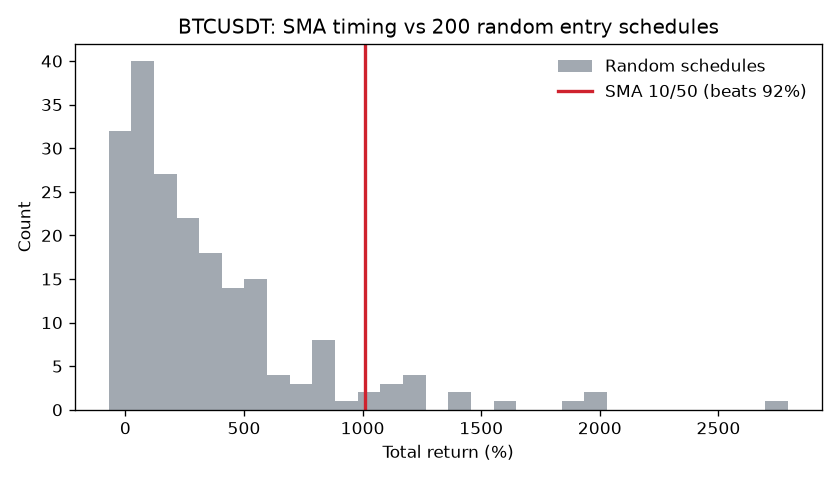 BTCUSDT: SMA timing vs 200 random entry schedules
Random schedules
SMA 10/50 (beats 92%)
Count
40
35
30
25
20
15
10
5
0
0 500 1000 1500 2000 2500
Total return (%)